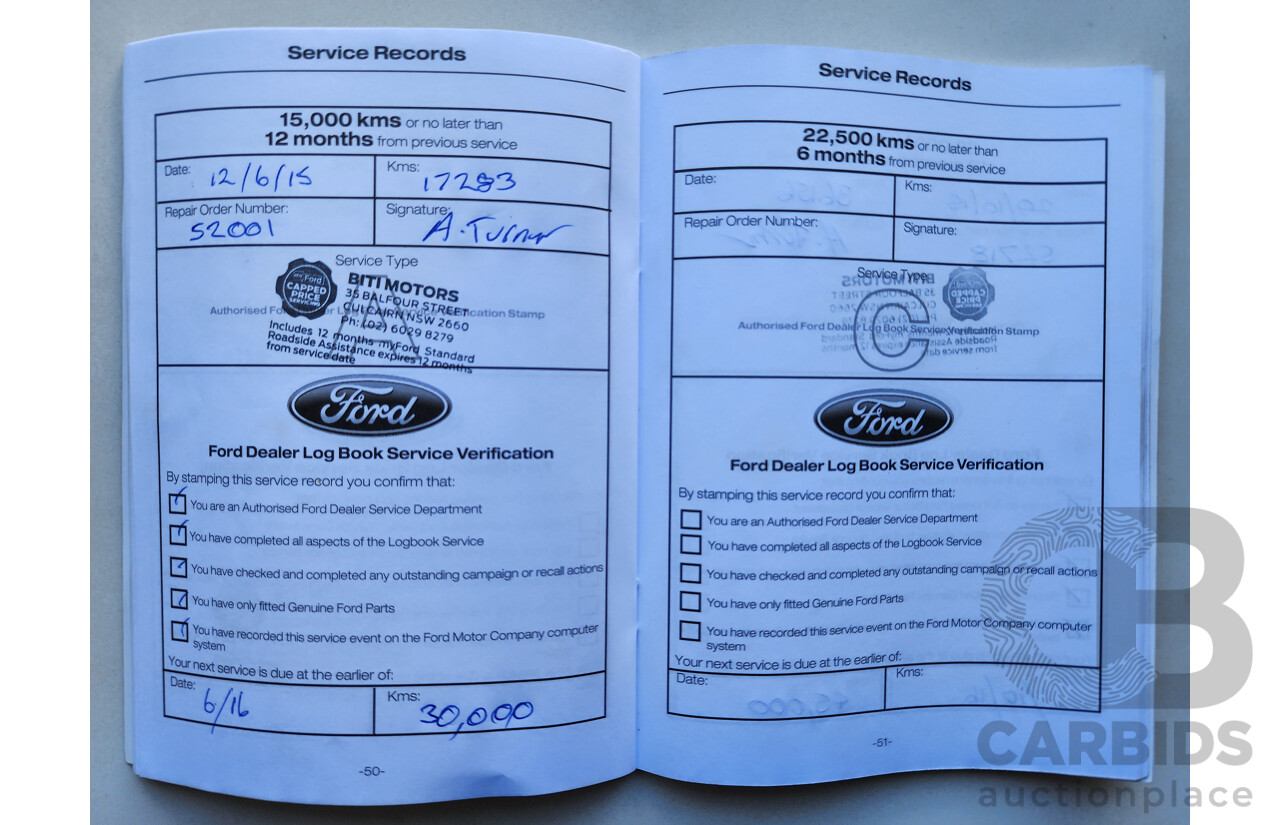 Service Records
15,000 kms or no later than
12 months from previous service
Date: 12/6/15
Kms: 17283
Repair Order Number: 52001
Signature: A. Turner
Service Type
my Ford
CAPPED
PRICE
SERVICING
BITI MOTORS
35 BALFOUR STREET
CULCAIRN NSW 2660
Ph: (02) 6029 8279
Includes 12 months myFord Standard
Roadside Assistance expires 12 months
from service date
A
Authorised Ford Dealer Log Book Service Verification Stamp
Ford
Ford Dealer Log Book Service Verification
By stamping this service record you confirm that:
You are an Authorised Ford Dealer Service Department
You have completed all aspects of the Logbook Service
You have checked and completed any outstanding campaign or recall actions
You have only fitted Genuine Ford Parts
You have recorded this service event on the Ford Motor Company computer
system
Your next service is due at the earlier of:
Date: 6/16
Kms: 30,000
-50-
Service Records
22,500 kms or no later than
6 months from previous service
Date:
Kms:
Repair Order Number:
Signature:
Service Type
C
Authorised Ford Dealer Log Book Service Verification Stamp
Ford
Ford Dealer Log Book Service Verification
By stamping this service record you confirm that:
You are an Authorised Ford Dealer Service Department
You have completed all aspects of the Logbook Service
You have checked and completed any outstanding campaign or recall actions
You have only fitted Genuine Ford Parts
You have recorded this service event on the Ford Motor Company computer
system
Your next service is due at the earlier of:
Date:
Kms:
-51-
CB
CARBIDS
auctionplace